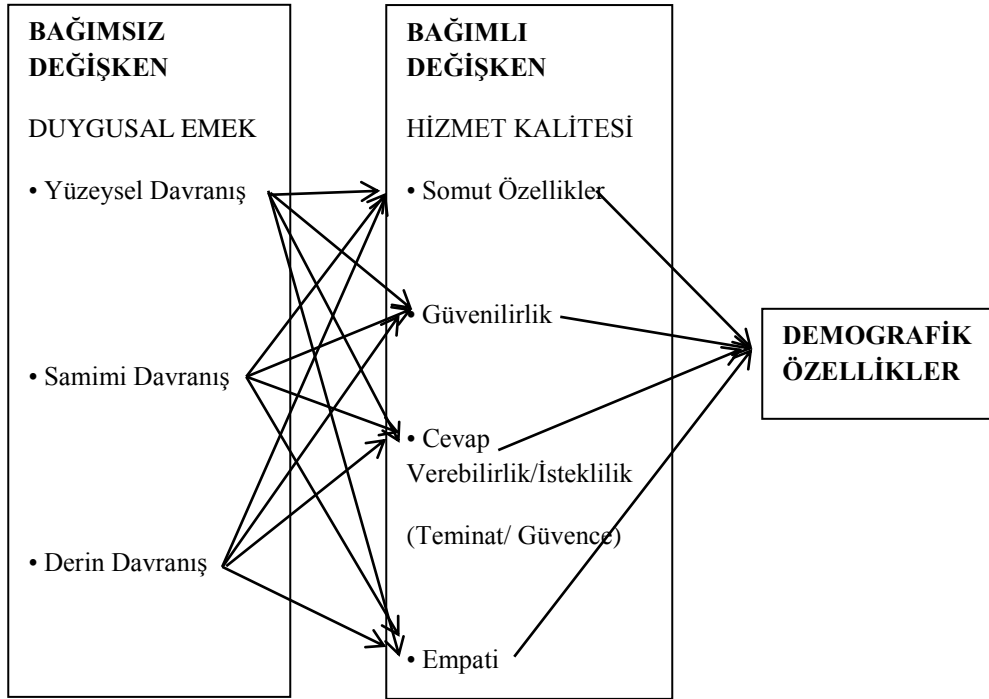 BAĞIMSIZ
DEĞİŞKEN
DUYGUSAL EMEK
• Yüzeysel Davranış
• Samimi Davranış
• Derin Davranış
BAĞIMLI
DEĞİŞKEN
HİZMET KALİTESİ
• Somut Özellikler
• Güvenilirlik
• Cevap
Verebilirlik/İsteklilik
(Teminat/ Güvence)
• Empati
DEMOGRAFİK
ÖZELLİKLER